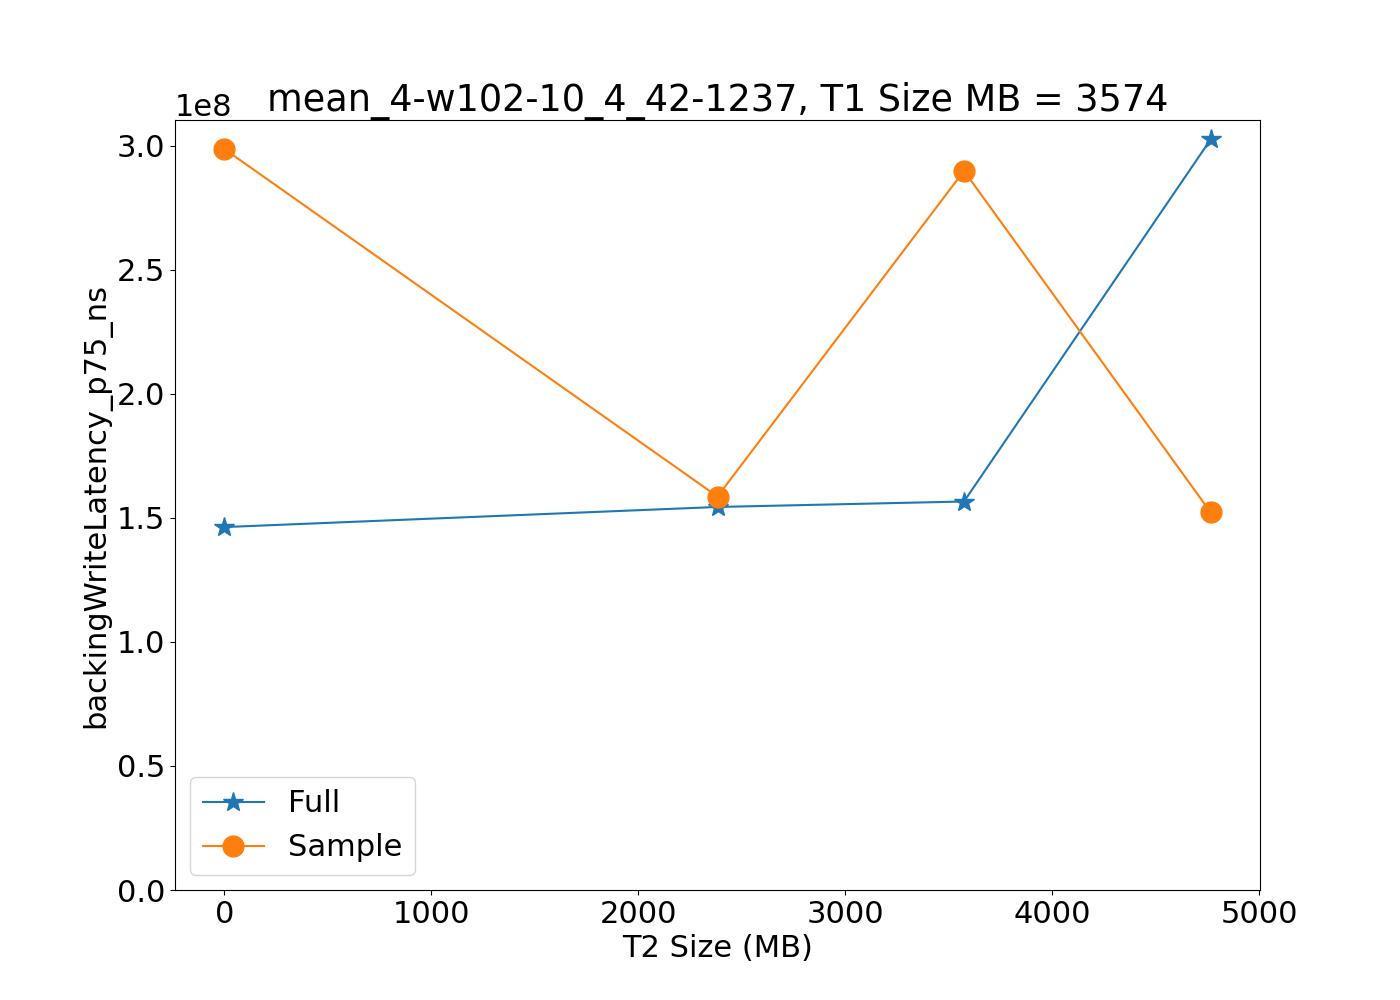 1e8
mean_4-w102-10_4_42-1237, T1 Size MB = 3574
backingWriteLatency_p75_ns
3.0
2.5
2.0
1.5
1.0
0.5
0.0
Full
Sample
0 1000 2000 3000 4000 5000
T2 Size (MB)